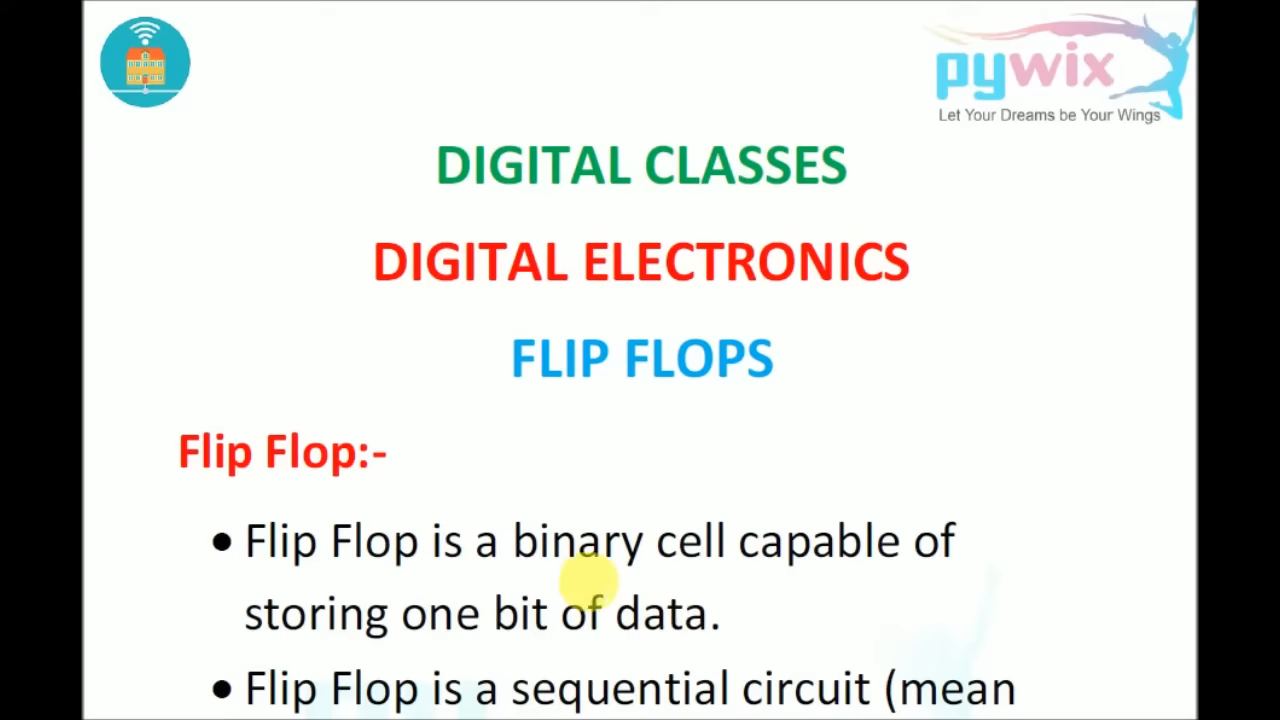 pywix
Let Your Dreams be Your Wings
DIGITAL CLASSES
DIGITAL ELECTRONICS
FLIP FLOPS
Flip Flop:-
• Flip Flop is a binary cell capable of
storing one bit of data.
• Flip Flop is a sequential circuit (mean